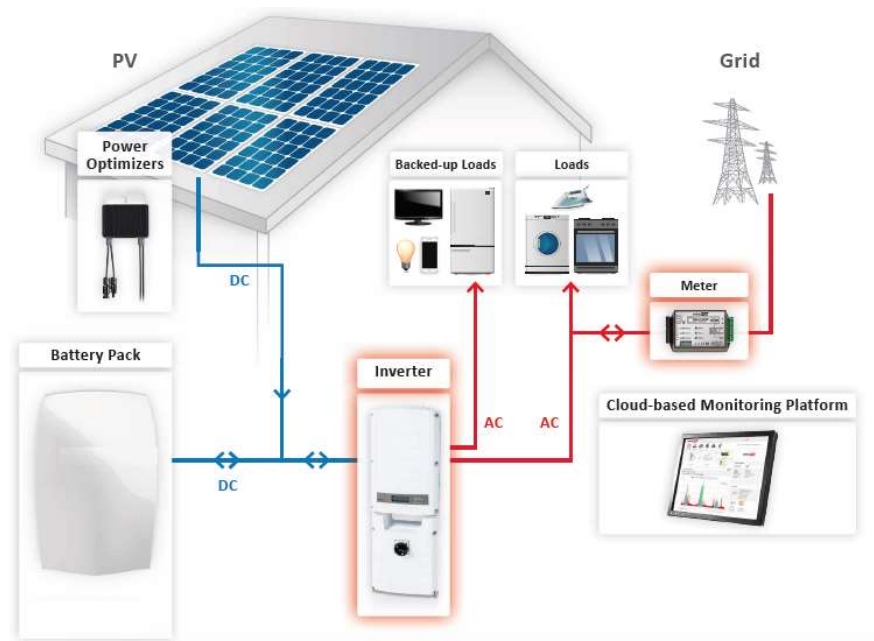 PV
Grid
Power
Optimizers
Backed-up Loads
Loads
DC
Meter
Battery Pack
Inverter
AC
AC
Cloud-based Monitoring Platform
DC